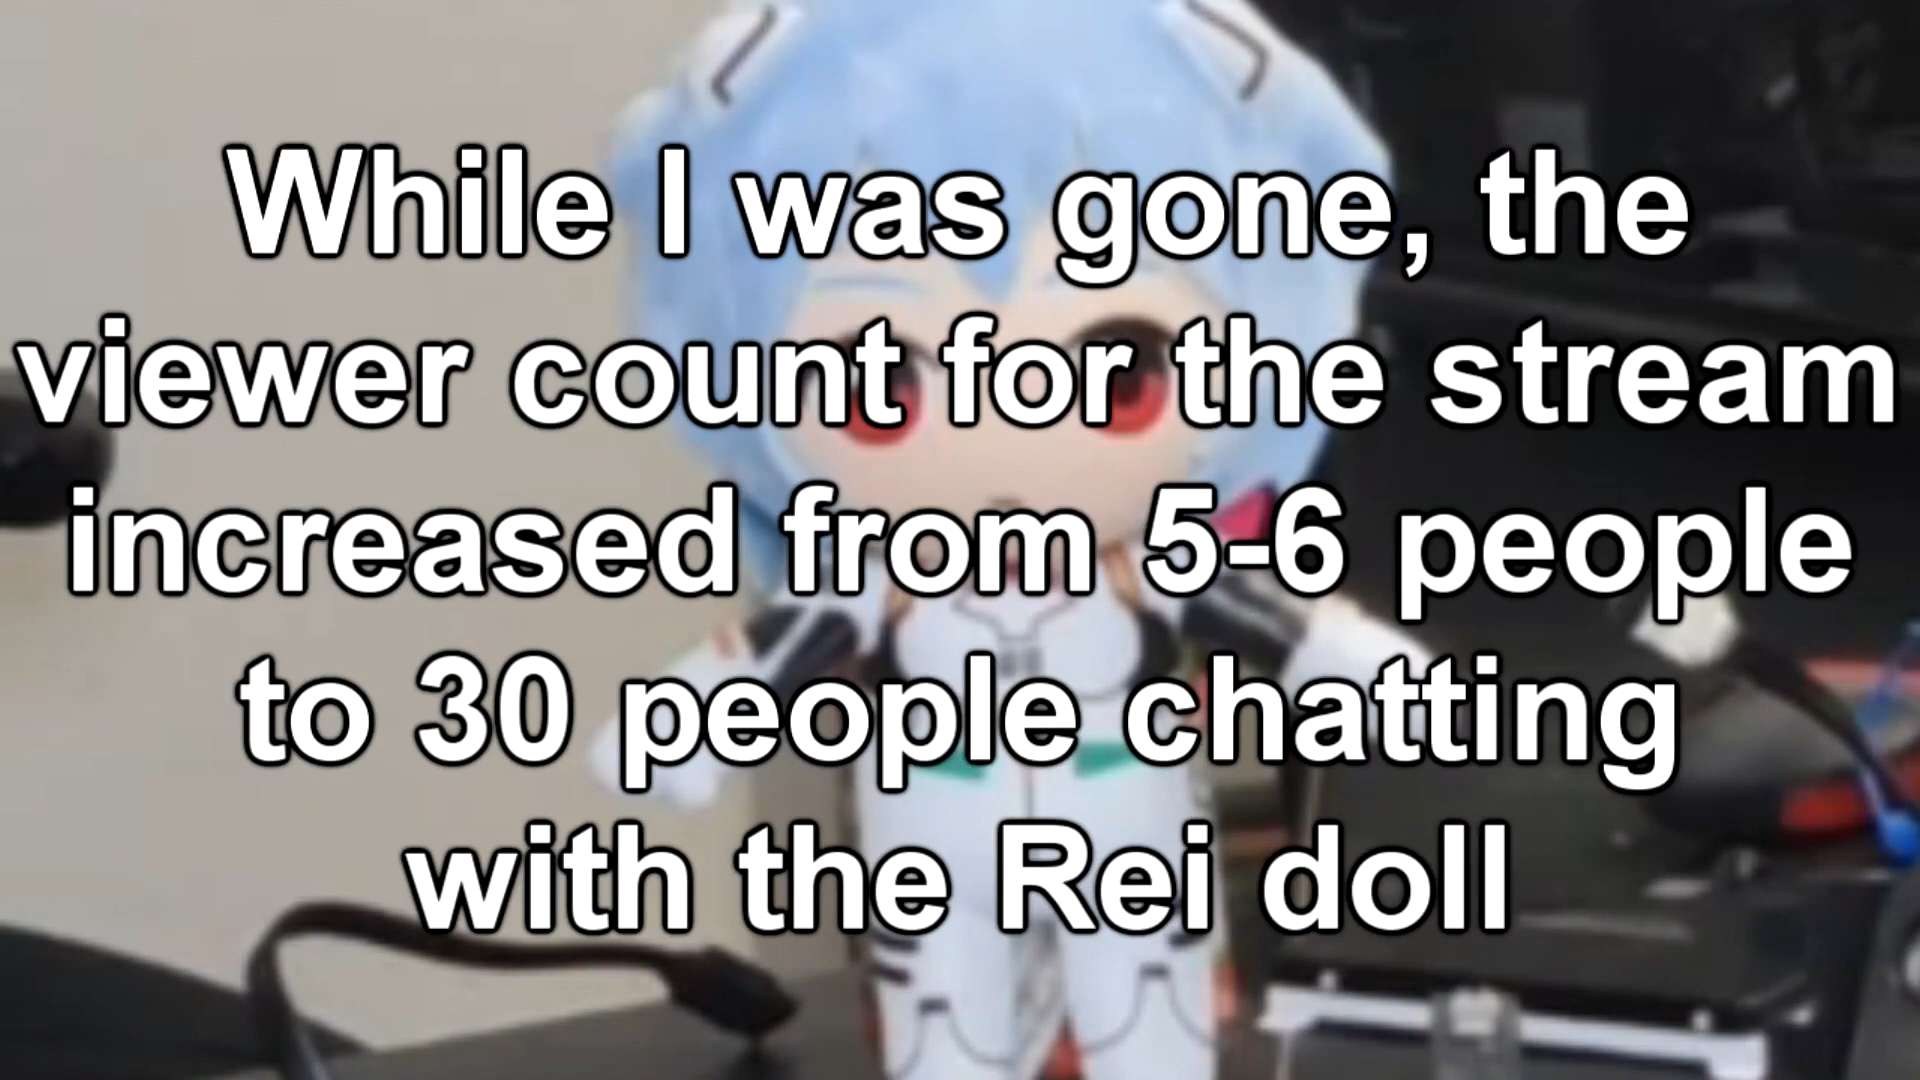 While I was gone, the
viewer count for the stream
increased from 5-6 people
to 30 people chatting
with the Rei doll